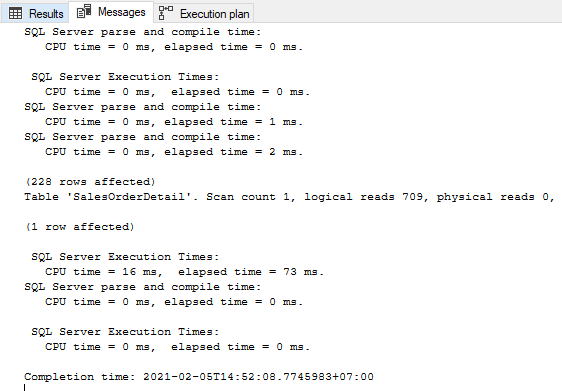 Results Messages Execution plan
SQL Server parse and compile time:
CPU time = 0 ms, elapsed time = 0 ms.
SQL Server Execution Times:
CPU time = 0 ms,  elapsed time = 0 ms.
SQL Server parse and compile time:
CPU time = 0 ms, elapsed time = 1 ms.
SQL Server parse and compile time:
CPU time = 0 ms, elapsed time = 2 ms.
(228 rows affected)
Table 'SalesOrderDetail'. Scan count 1, logical reads 709, physical reads 0,
(1 row affected)
SQL Server Execution Times:
CPU time = 16 ms,  elapsed time = 73 ms.
SQL Server parse and compile time:
CPU time = 0 ms, elapsed time = 0 ms.
SQL Server Execution Times:
CPU time = 0 ms,  elapsed time = 0 ms.
Completion time: 2021-02-05T14:52:08.7745983+07:00